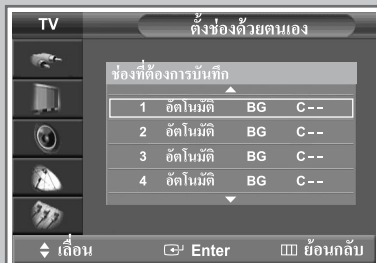 TV ตั้งช่องด้วยตนเอง
ช่องที่ต้องการบันทึก
1 อัตโนมัติ BG C--
2 อัตโนมัติ BG C--
3 อัตโนมัติ BG C--
4 อัตโนมัติ BG C--
เลื่อน Enter ย้อนกลับ